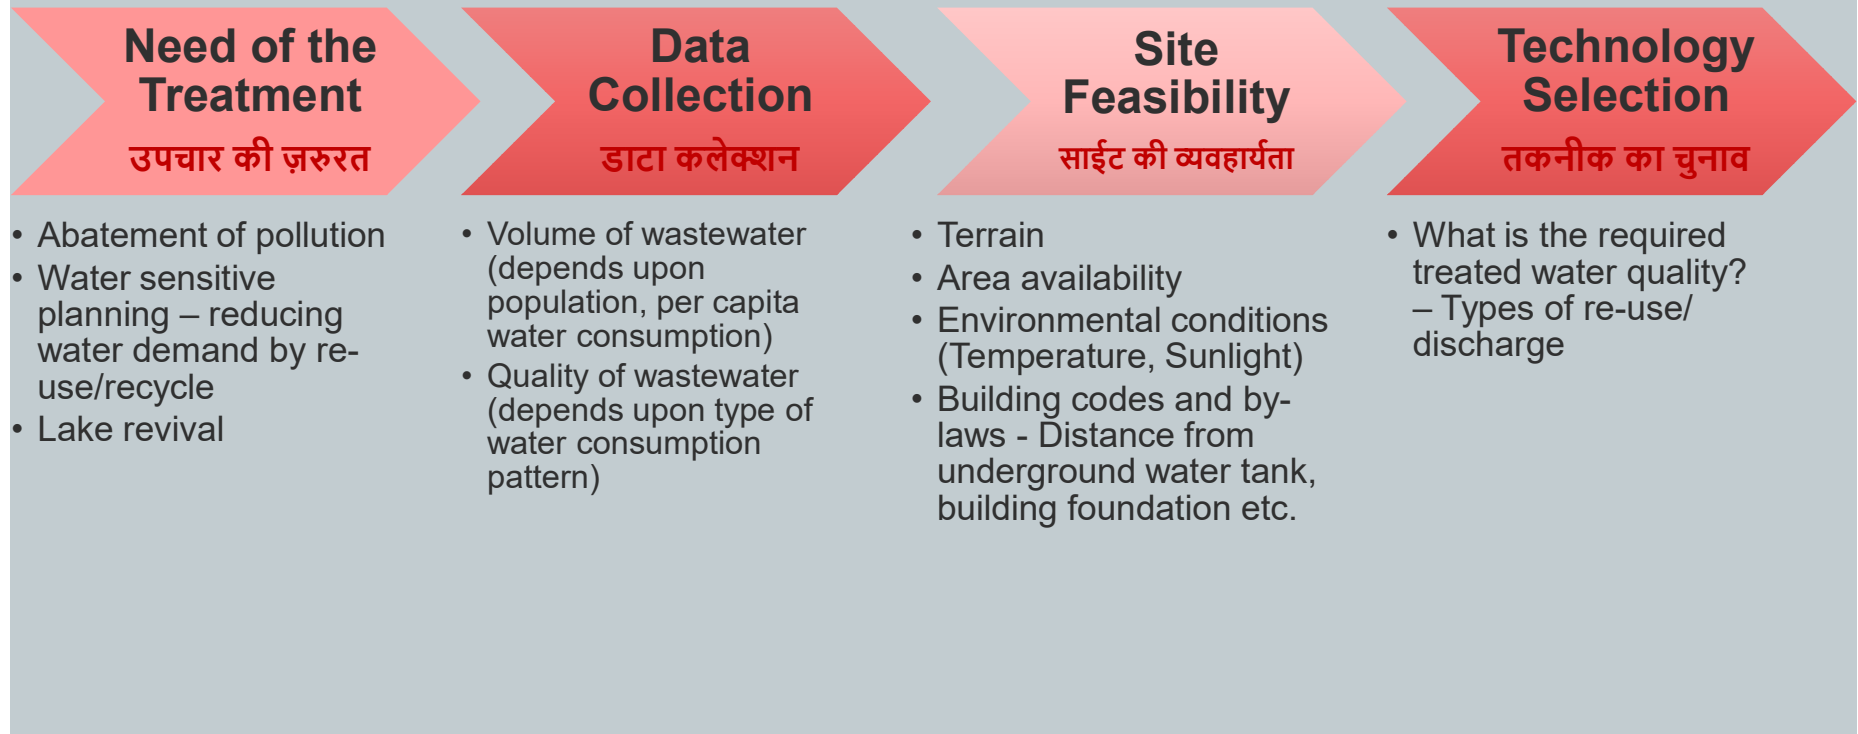 Need of the
Treatment
उपचार की ज़रुरत
• Abatement of pollution
• Water sensitive
planning – reducing
water demand by re-
use/recycle
• Lake revival
Data
Collection
डाटा कलेक्शन
• Volume of wastewater
(depends upon
population, per capita
water consumption)
• Quality of wastewater
(depends upon type of
water consumption
pattern)
Site
Feasibility
साईट की व्यवहार्यता
• Terrain
• Area availability
• Environmental conditions
(Temperature, Sunlight)
• Building codes and by-
laws - Distance from
underground water tank,
building foundation etc.
Technology
Selection
तकनीक का चुनाव
• What is the required
treated water quality?
– Types of re-use/
discharge